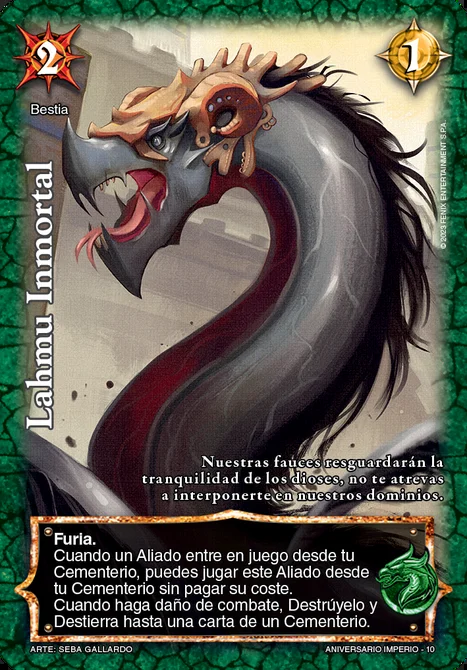 2
1
Bestia
Lahmu Inmortal
© 2023 FENIX ENTERTAINMENT S.P.A.
Nuestras fauces resguardarán la
tranquilidad de los dioses, no te atrevas
a interponerte en nuestros dominios.
Furia.
Cuando un Aliado entre en juego desde tu
Cementerio, puedes jugar este Aliado desde
tu Cementerio sin pagar su coste.
Cuando haga daño de combate, Destrúyelo y
Destierra hasta una carta de un Cementerio.
ARTE: SEBA GALLARDO
ANIVERSARIO IMPERIO - 10